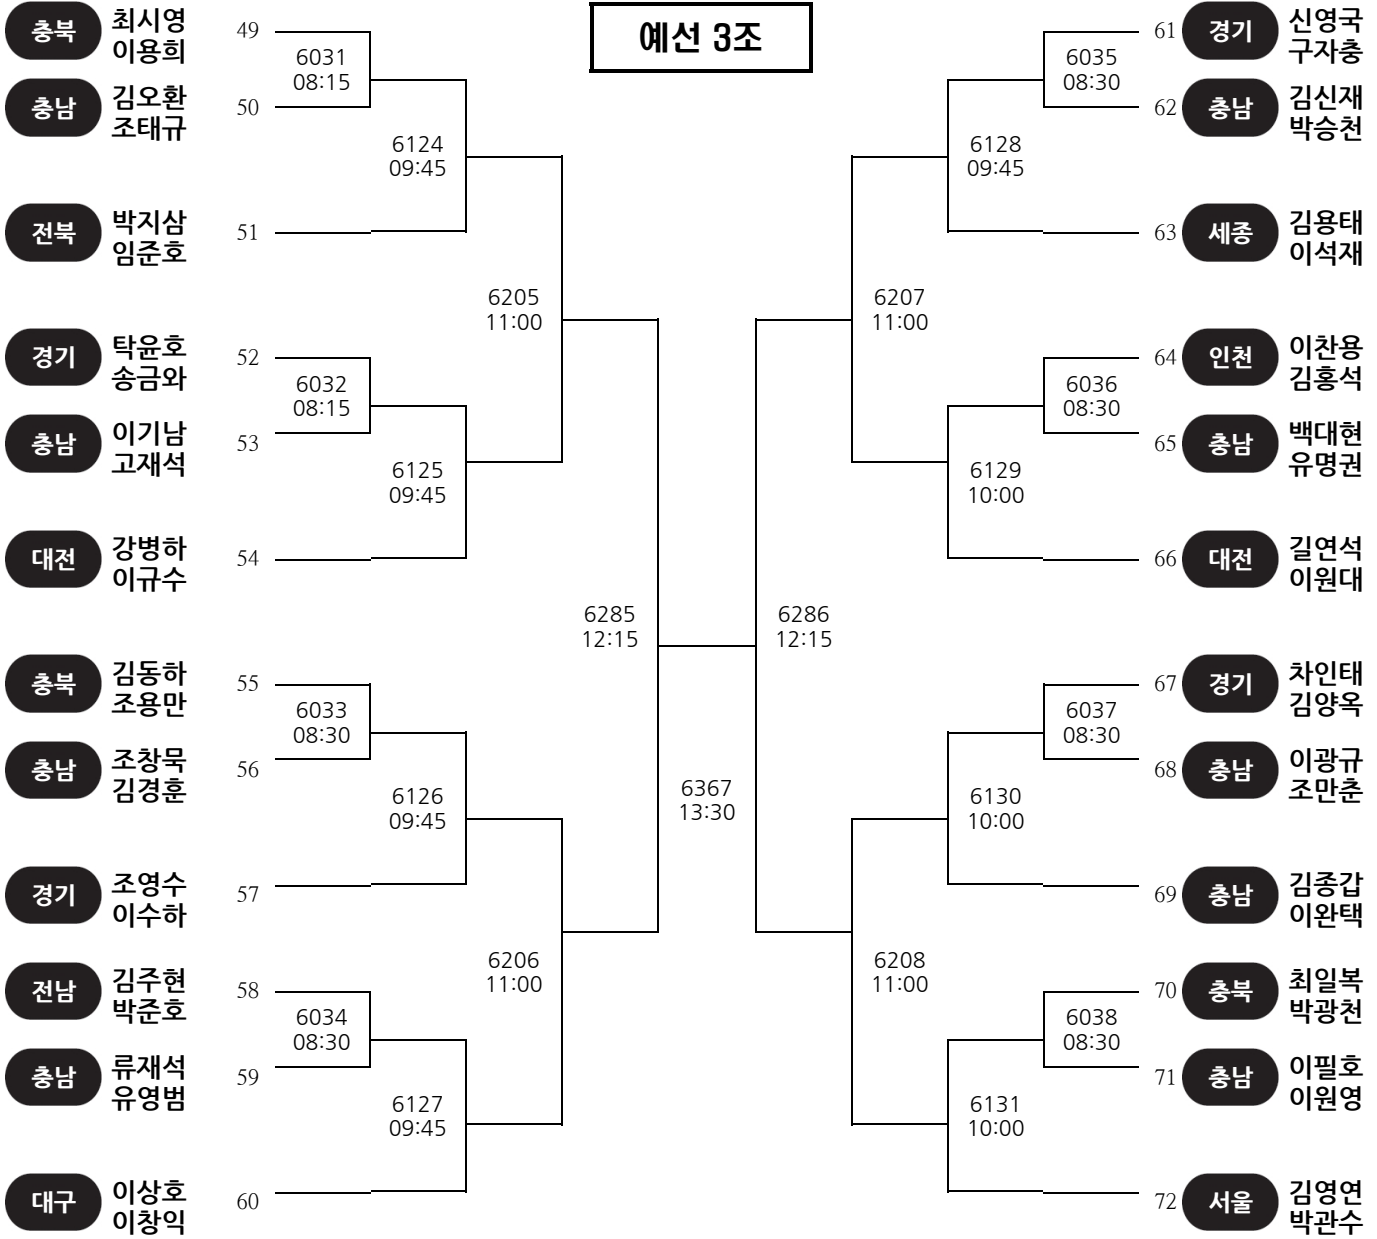 예선 3조
충북
최시영
이용희
49
6031
08:15
충남
김오환
조태규
50
6124
09:45
전북
박지삼
임준호
51
6205
11:00
경기
탁윤호
송금와
52
6032
08:15
충남
이기남
고재석
53
6125
09:45
대전
강병하
이규수
54
6285
12:15
충북
김동하
조용만
55
6033
08:30
충남
조창묵
김경훈
56
6126
09:45
경기
조영수
이수하
57
6206
11:00
전남
김주현
박준호
58
6034
08:30
충남
류재석
유영범
59
6127
09:45
대구
이상호
이창익
60
6367
13:30
61
경기
신영국
구자충
6035
08:30
62
충남
김신재
박승천
6128
09:45
63
세종
김용태
이석재
6207
11:00
64
인천
이찬용
김홍석
6036
08:30
65
충남
백대현
유명권
6129
10:00
66
대전
길연석
이원대
6286
12:15
67
경기
차인태
김양옥
6037
08:30
68
충남
이광규
조만춘
6130
10:00
69
충남
김종갑
이완택
6208
11:00
70
충북
최일복
박광천
6038
08:30
71
충남
이필호
이원영
6131
10:00
72
서울
김영연
박관수